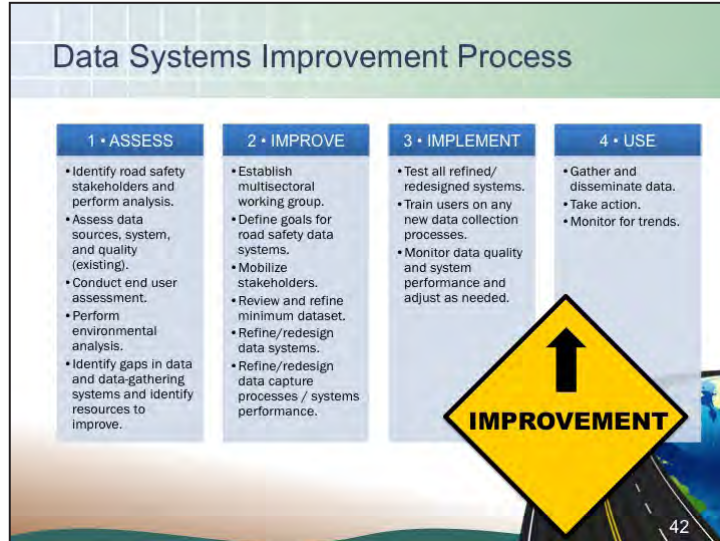 Data Systems Improvement Process
1 • ASSESS
• Identify road safety
stakeholders and
perform analysis.
• Assess data
sources, system,
and quality
(existing).
• Conduct end user
assessment.
• Perform
environmental
analysis.
• Identify gaps in data
and data-gathering
systems and identify
resources to
improve.
2 • IMPROVE
• Establish
multisectoral
working group.
• Define goals for
road safety data
systems.
• Mobilize
stakeholders.
• Review and refine
minimum dataset.
• Refine/redesign
data systems.
• Refine/redesign
data capture
processes / systems
performance.
3 • IMPLEMENT
• Test all refined/
redesigned systems.
• Train users on any
new data collection
processes.
• Monitor data quality
and system
performance and
adjust as needed.
4 • USE
• Gather and
disseminate data.
• Take action.
• Monitor for trends.
IMPROVEMENT
42